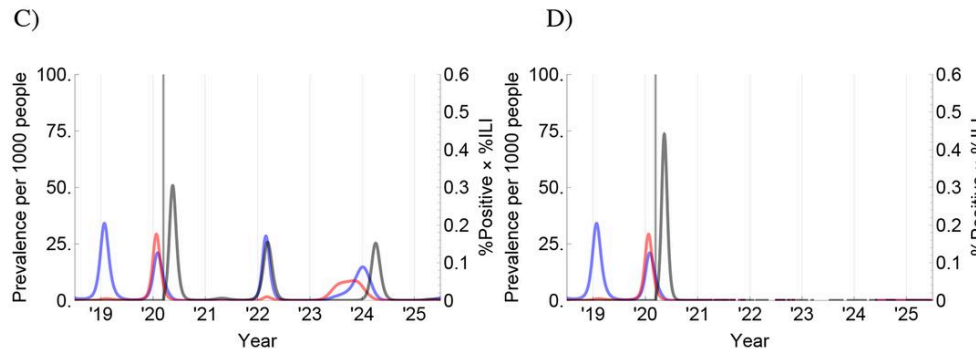 C)
D)
Prevalence per 1000 people
100.
75.
50.
25.
0.
0.6
0.5
0.4
0.3
0.2
0.1
0
%Positive × %ILI
'19 '20 '21 '22 '23 '24 '25
Year
Prevalence per 1000 people
100.
75.
50.
25.
0.
0.6
0.5
0.4
0.3
0.2
0.1
0
%Positive × %ILI
'19 '20 '21 '22 '23 '24 '25
Year